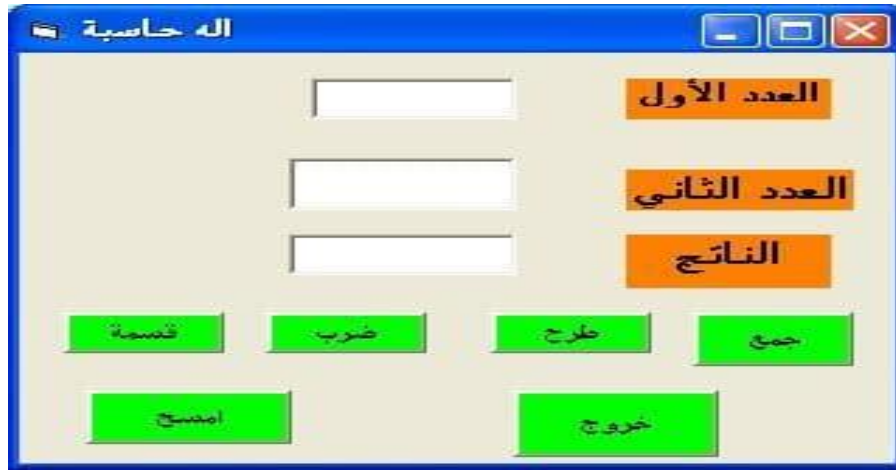 اله حاسبة
العدد الأول
العدد الثاني
الناتج
جمع طرح ضرب قسمة
خروج امسح